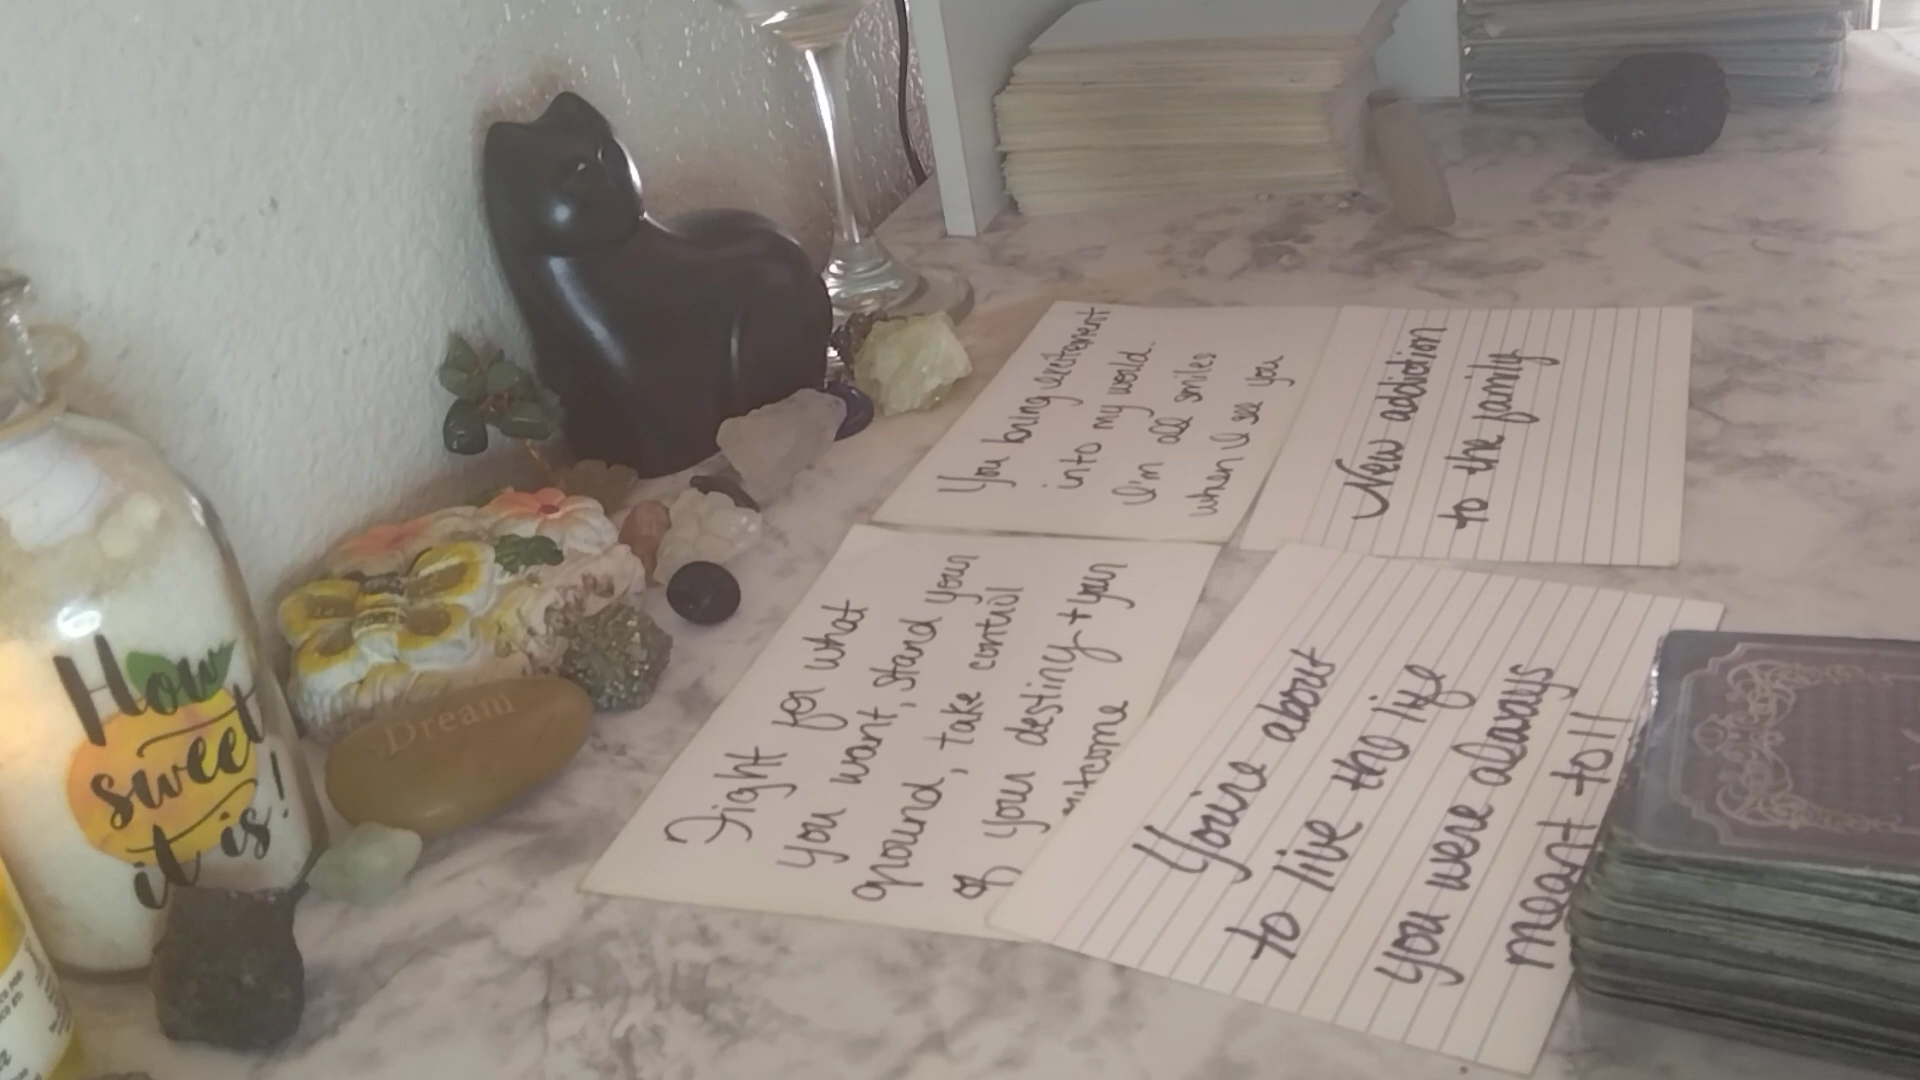 You bring excitement
into my world.
I'm all smiles
when I see you
New addiction
to the family
Fight for what
you want, stand your
ground, take control
of your destiny + your
outcome
You're about
to live the life
you were always
meant to!!
Dream
How
sweet
it is!